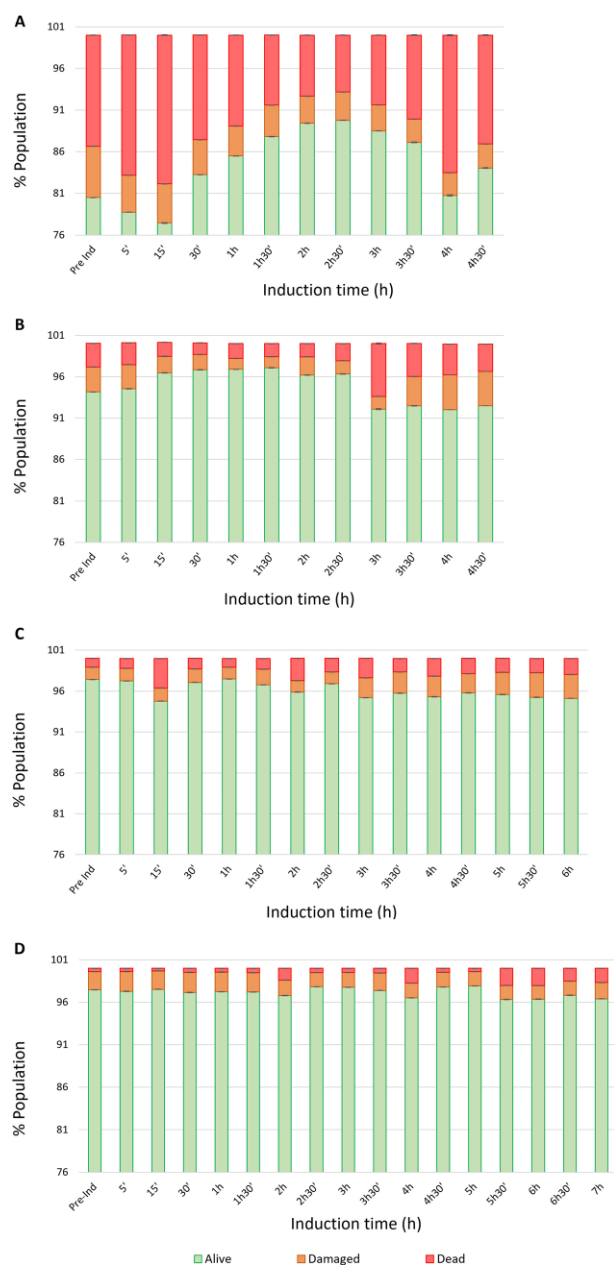 A
101
96
91
86
81
76
% Population
Pre Ind 5' 15' 30' 1h 1h30' 2h 2h30' 3h 3h30' 4h 4h30'
Induction time (h)
B
101
96
91
86
81
76
% Population
Pre Ind 5' 15' 30' 1h 1h30' 2h 2h30' 3h 3h30' 4h 4h30'
Induction time (h)
C
101
96
91
86
81
76
% Population
Pre Ind 5' 15' 30' 1h 1h30' 2h 2h30' 3h 3h30' 4h 4h30' 5h 5h30' 6h
Induction time (h)
D
101
96
91
86
81
76
% Population
Pre-Ind 5' 15' 30' 1h 1h30' 2h 2h30' 3h 3h30' 4h 4h30' 5h 5h30' 6h 6h30' 7h
Induction time (h)
Alive Damaged Dead